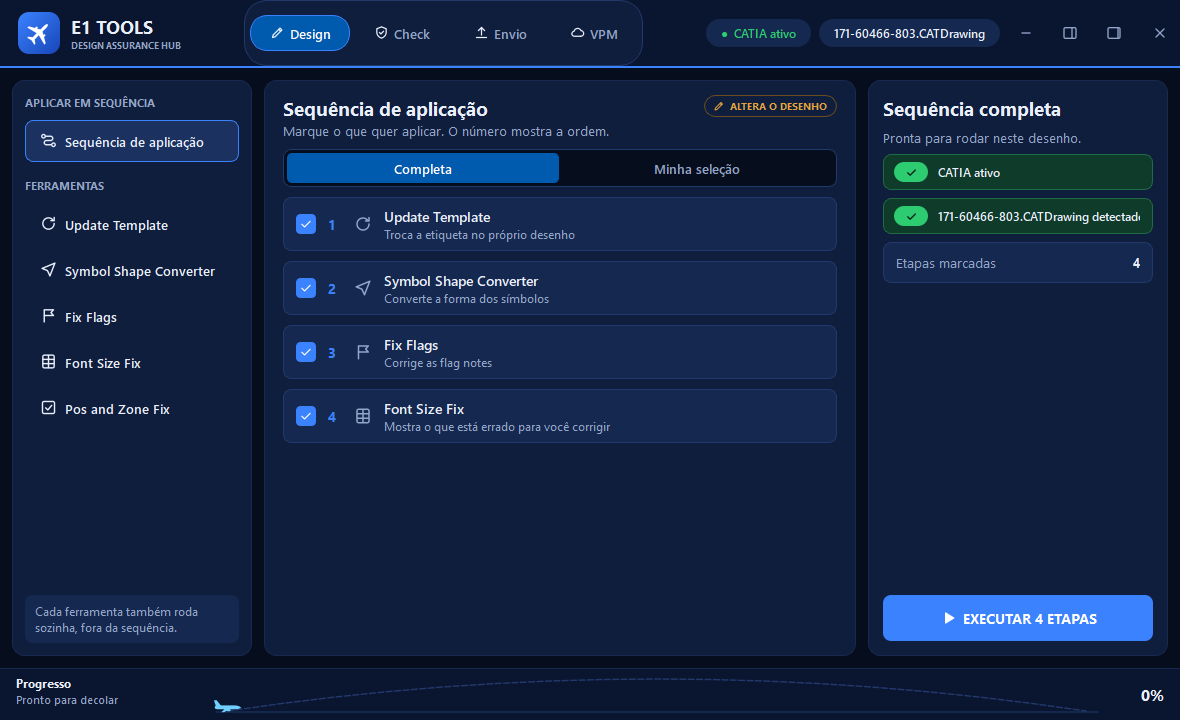 E1 TOOLS
DESIGN ASSURANCE HUB
Design
Check
Envio
VPM
CATIA ativo
171-60466-803.CATDrawing
APLICAR EM SEQUÊNCIA
Sequência de aplicação
FERRAMENTAS
Update Template
Symbol Shape Converter
Fix Flags
Font Size Fix
Pos and Zone Fix
Cada ferramenta também roda
sozinha, fora da sequência.
Sequência de aplicação
ALTERA O DESENHO
Marque o que quer aplicar. O número mostra a ordem.
Completa
Minha seleção
1
Update Template
Troca a etiqueta no próprio desenho
2
Symbol Shape Converter
Converte a forma dos símbolos
3
Fix Flags
Corrige as flag notes
4
Font Size Fix
Mostra o que está errado para você corrigir
Sequência completa
Pronta para rodar neste desenho.
CATIA ativo
171-60466-803.CATDrawing detectad
Etapas marcadas
4
EXECUTAR 4 ETAPAS
Progresso
Pronto para decolar
0%